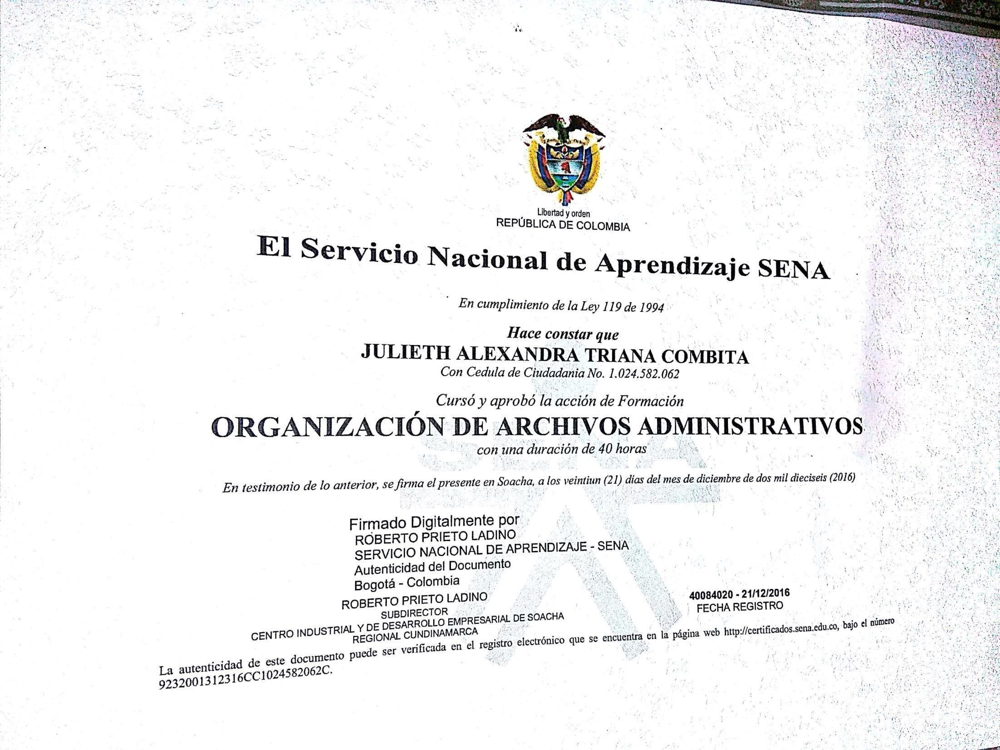 Libertad y orden
REPÚBLICA DE COLOMBIA
El Servicio Nacional de Aprendizaje SENA
En cumplimiento de la Ley 119 de 1994
Hace constar que
JULIETH ALEXANDRA TRIANA COMBITA
Con Cedula de Ciudadania No. 1.024.582.062
Cursó y aprobó la acción de Formación
ORGANIZACIÓN DE ARCHIVOS ADMINISTRATIVOS
con una duración de 40 horas
SENA
En testimonio de lo anterior, se firma el presente en Soacha, a los veintiun (21) días del mes de diciembre de dos mil dieciseis (2016)
Firmado Digitalmente por
ROBERTO PRIETO LADINO
SERVICIO NACIONAL DE APRENDIZAJE - SENA
Autenticidad del Documento
Bogotá - Colombia
ROBERTO PRIETO LADINO
SUBDIRECTOR
CENTRO INDUSTRIAL Y DE DESARROLLO EMPRESARIAL DE SOACHA
REGIONAL CUNDINAMARCA
40084020 - 21/12/2016
FECHA REGISTRO
La autenticidad de este documento puede ser verificada en el registro electrónico que se encuentra en la página web http://certificados.sena.edu.co, bajo el número
9232001312316CC1024582062C.